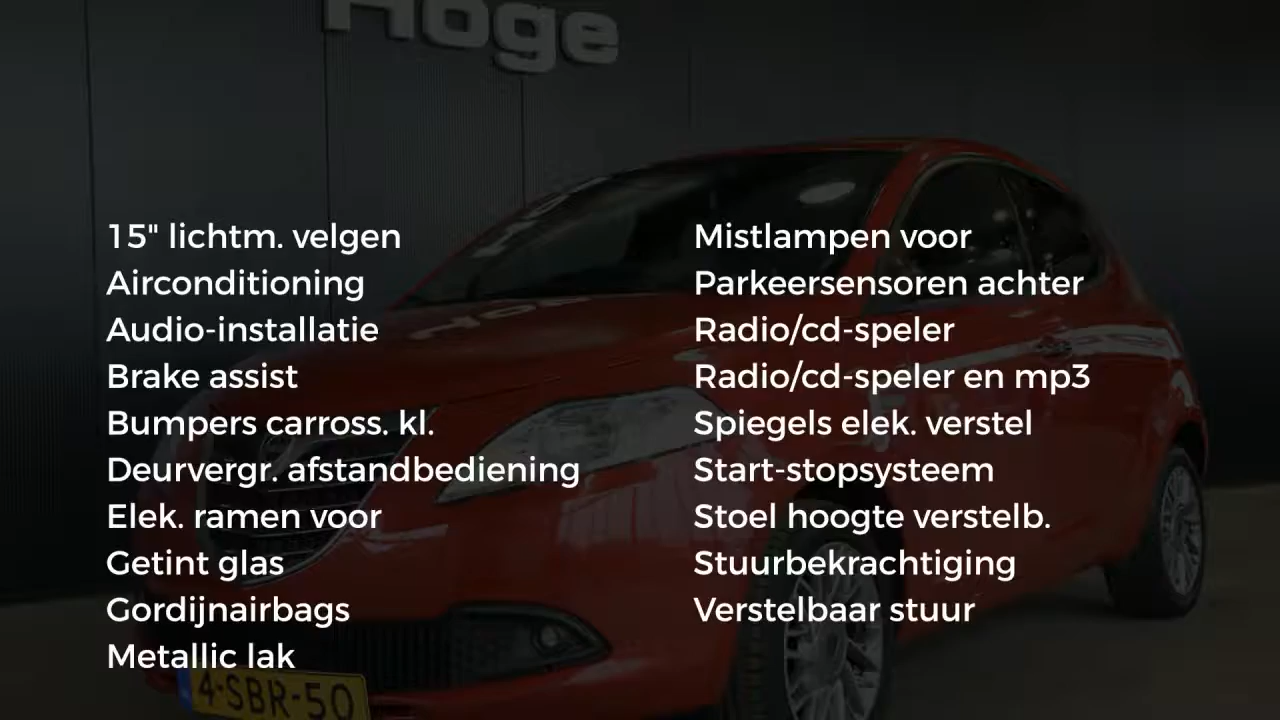 Hoge
15" lichtm. velgen
Airconditioning
Audio-installatie
Brake assist
Bumpers carross. kl.
Deurvergr. afstandbediening
Elek. ramen voor
Getint glas
Gordijnairbags
Metallic lak
Mistlampen voor
Parkeersensoren achter
Radio/cd-speler
Radio/cd-speler en mp3
Spiegels elek. verstel
Start-stopsysteem
Stoel hoogte verstelb.
Stuurbekrachtiging
Verstelbaar stuur
4-SBR-50